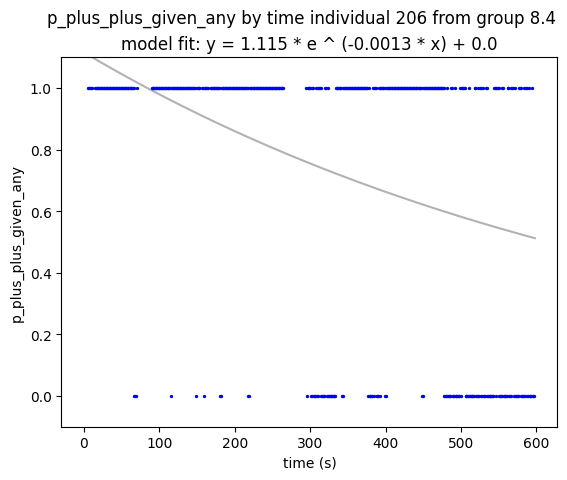 p_plus_plus_given_any by time individual 206 from group 8.4
model fit: y = 1.115 * e ^ (-0.0013 * x) + 0.0
1.0
0.8
0.6
0.4
0.2
0.0
p_plus_plus_given_any
0 100 200 300 400 500 600
time (s)